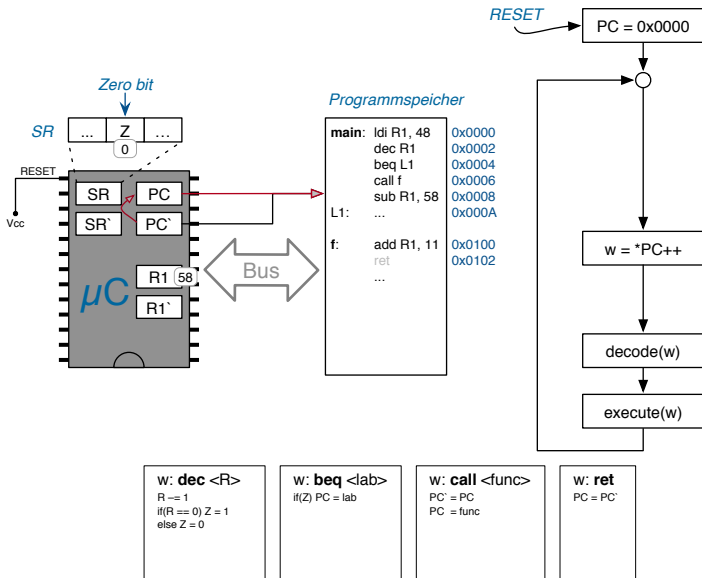 RESET
PC = 0x0000
Zero bit
SR
... Z ...
0
Programmspeicher
RESET
Vcc
SR PC
SR` PC`
R1 58
R1`
µC
Bus
main: ldi R1, 48 0x0000
dec R1 0x0002
beq L1 0x0004
call f 0x0006
sub R1, 58 0x0008
L1: ... 0x000A
f: add R1, 11 0x0100
ret 0x0102
...
w = *PC++
decode(w)
execute(w)
w: dec <R>
R -= 1
if(R == 0) Z = 1
else Z = 0
w: beq <lab>
if(Z) PC = lab
w: call <func>
PC` = PC
PC = func
w: ret
PC = PC`